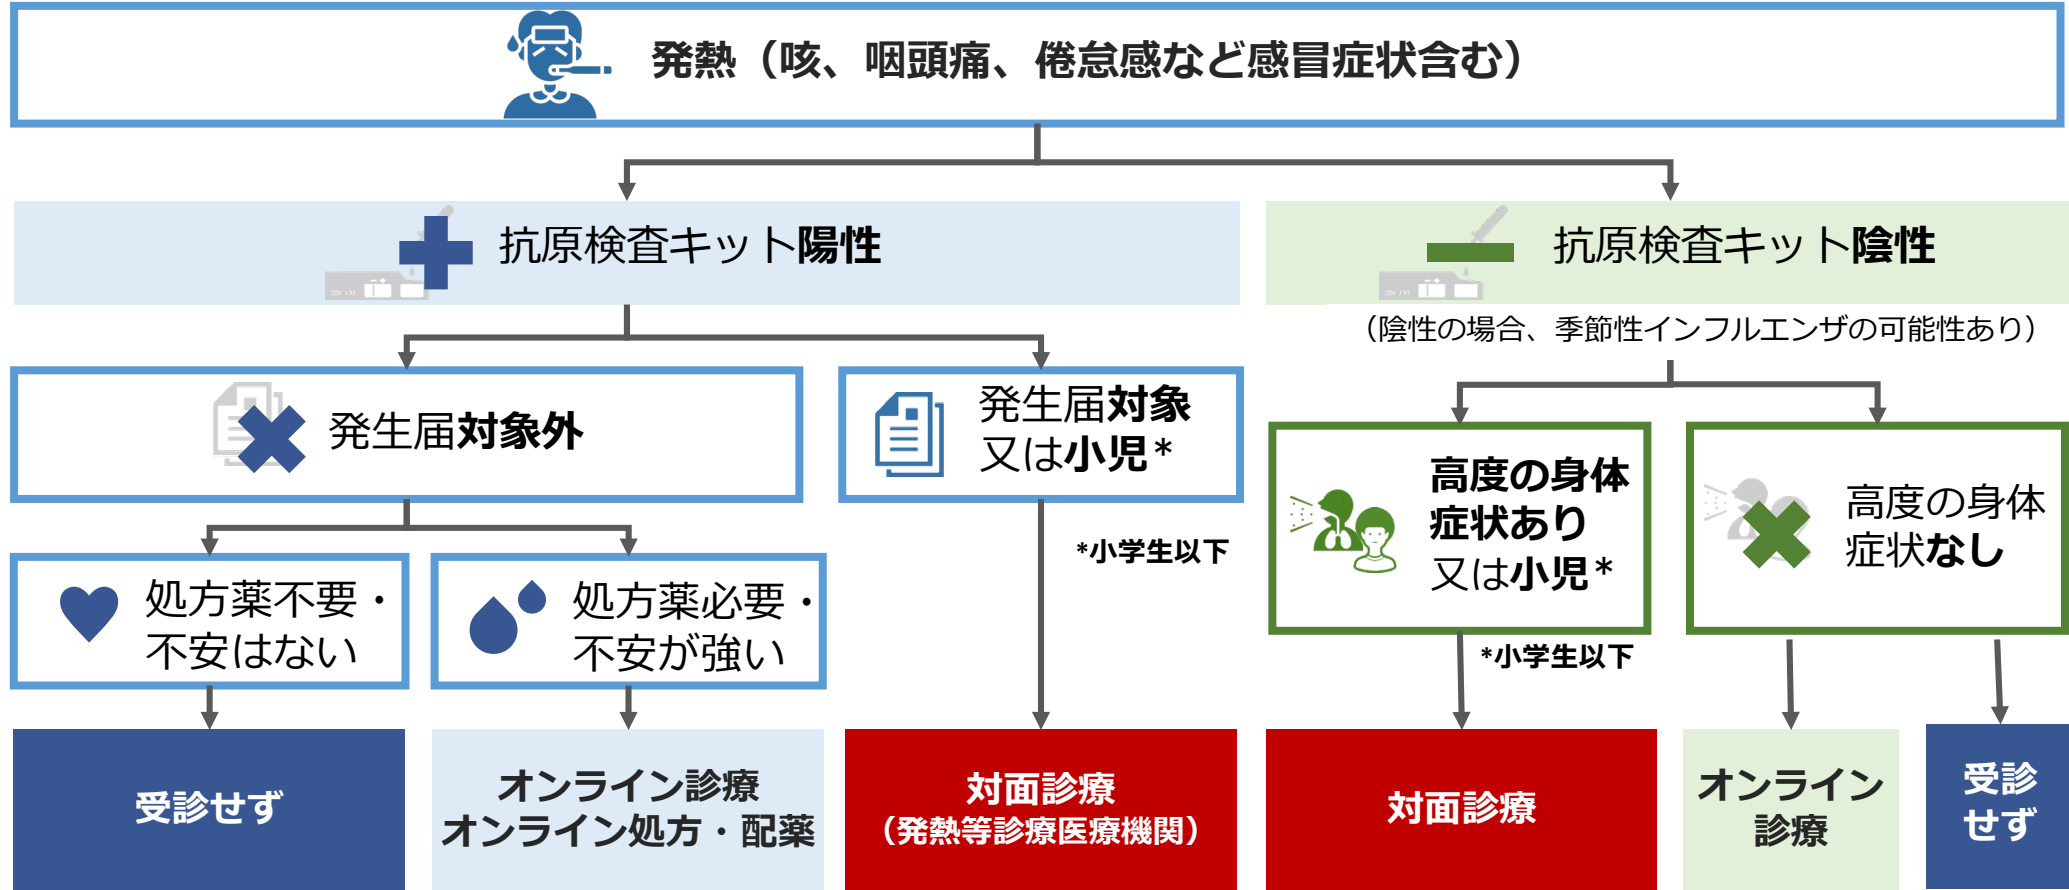 発熱（咳、咽頭痛、倦怠感など感冒症状含む）
抗原検査キット陽性
抗原検査キット陰性
（陰性の場合、季節性インフルエンザの可能性あり）
発生届対象外
発生届対象
又は小児*
*小学生以下
高度の身体
症状あり
又は小児*
*小学生以下
高度の身体
症状なし
処方薬不要・
不安はない
処方薬必要・
不安が強い
受診せず
オンライン診療
オンライン処方・配薬
対面診療
（発熱等診療医療機関）
対面診療
オンライン
診療
受診
せず